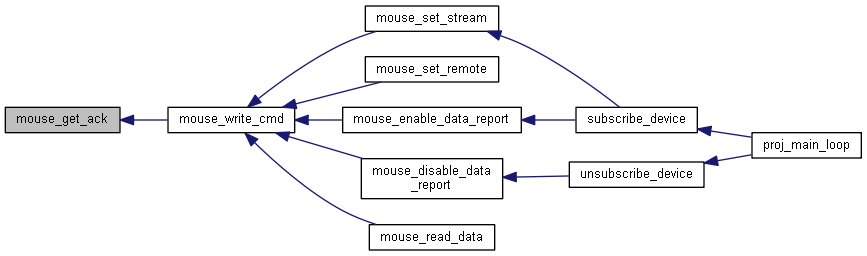 mouse_set_stream
mouse_set_remote
mouse_get_ack
mouse_write_cmd
mouse_enable_data_report
subscribe_device
proj_main_loop
mouse_disable_data
_report
unsubscribe_device
mouse_read_data